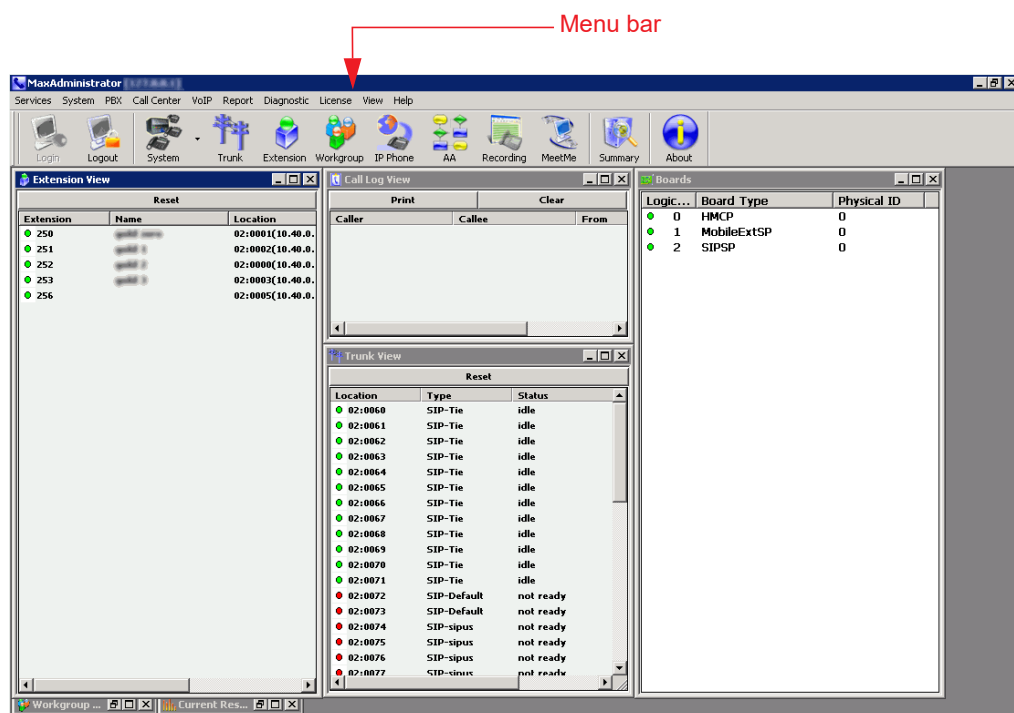 Menu bar
MaxAdministrator
Services System PBX Call Center VoIP Report Diagnostic License View Help
Login Logout System Trunk Extension Workgroup IP Phone AA Recording MeetMe Summary About
Extension View
Reset
Extension Name Location
250 02:0001(10.40.0.
251 02:0002(10.40.0.
252 02:0000(10.40.0.
253 02:0003(10.40.0.
256 02:0005(10.40.0.
Call Log View
Print Clear
Caller Callee From
Trunk View
Reset
Location Type Status
02:0060 SIP-Tie idle
02:0061 SIP-Tie idle
02:0062 SIP-Tie idle
02:0063 SIP-Tie idle
02:0064 SIP-Tie idle
02:0065 SIP-Tie idle
02:0066 SIP-Tie idle
02:0067 SIP-Tie idle
02:0068 SIP-Tie idle
02:0069 SIP-Tie idle
02:0070 SIP-Tie idle
02:0071 SIP-Tie idle
02:0072 SIP-Default not ready
02:0073 SIP-Default not ready
02:0074 SIP-sipus not ready
02:0075 SIP-sipus not ready
02:0076 SIP-sipus not ready
02:0077 SIP-sipus not ready
Boards
Logic... Board Type Physical ID
0 HMCP 0
1 MobileExtSP 0
2 SIPSP 0
Workgroup ... Current Res...